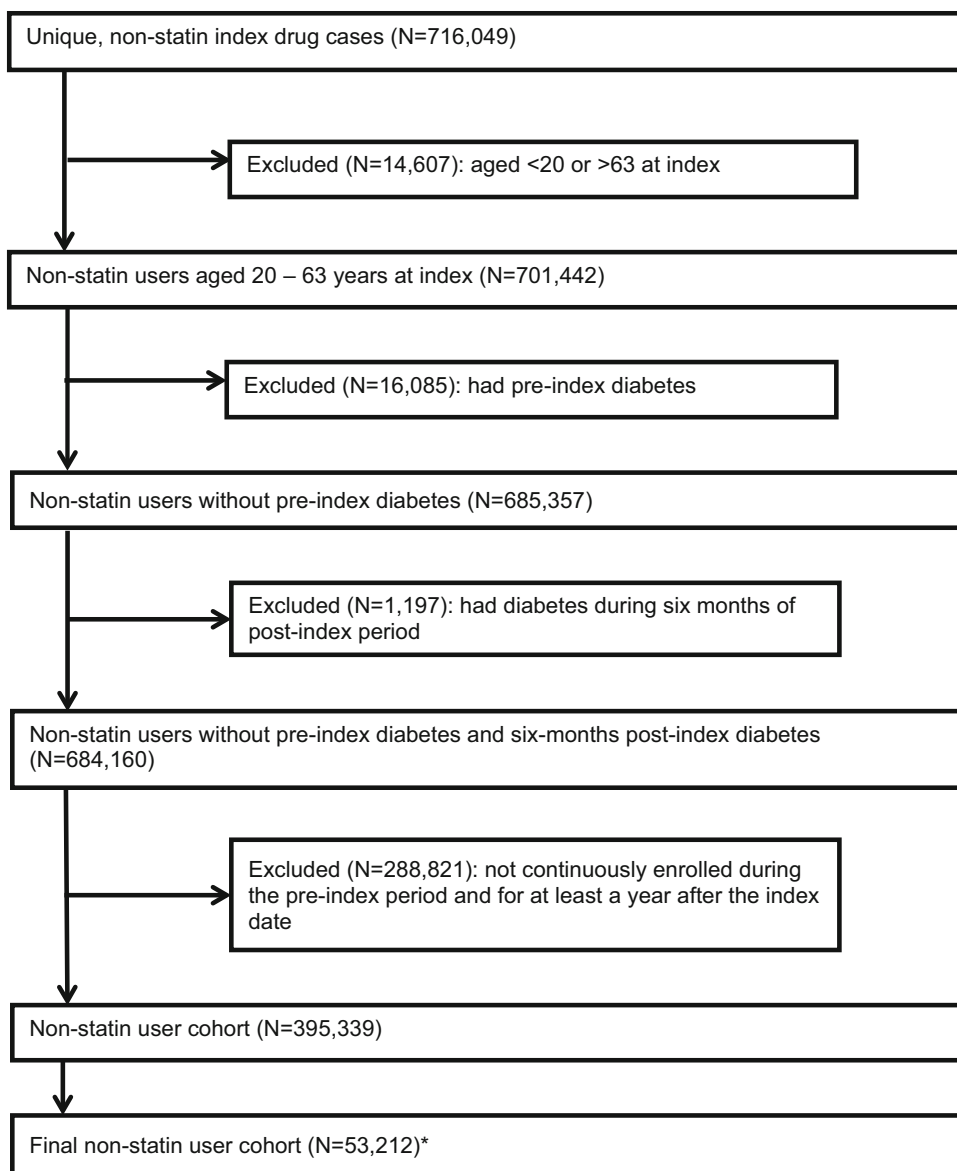 Unique, non-statin index drug cases (N=716,049)
Excluded (N=14,607): aged <20 or >63 at index
Non-statin users aged 20 – 63 years at index (N=701,442)
Excluded (N=16,085): had pre-index diabetes
Non-statin users without pre-index diabetes (N=685,357)
Excluded (N=1,197): had diabetes during six months of
post-index period
Non-statin users without pre-index diabetes and six-months post-index diabetes
(N=684,160)
Excluded (N=288,821): not continuously enrolled during
the pre-index period and for at least a year after the index
date
Non-statin user cohort (N=395,339)
Final non-statin user cohort (N=53,212)*